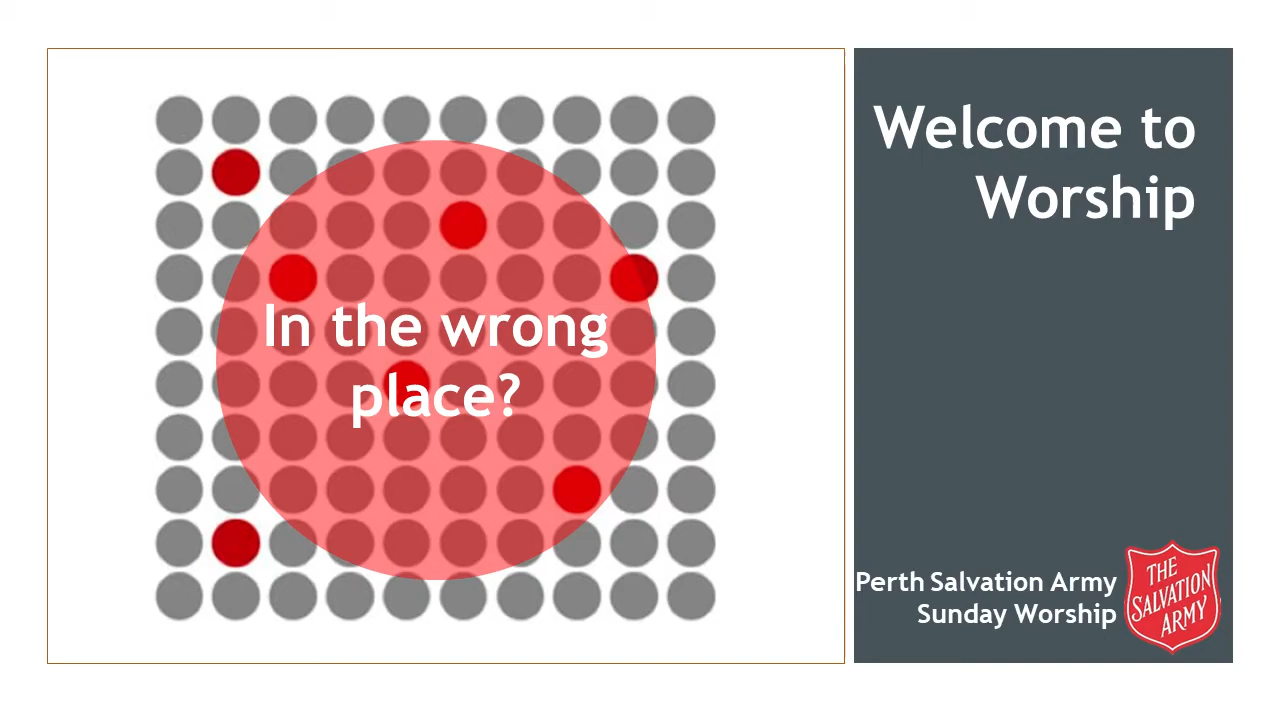 In the wrong
place?
Welcome to
Worship
Perth Salvation Army
Sunday Worship
THE
SALVATION
ARMY